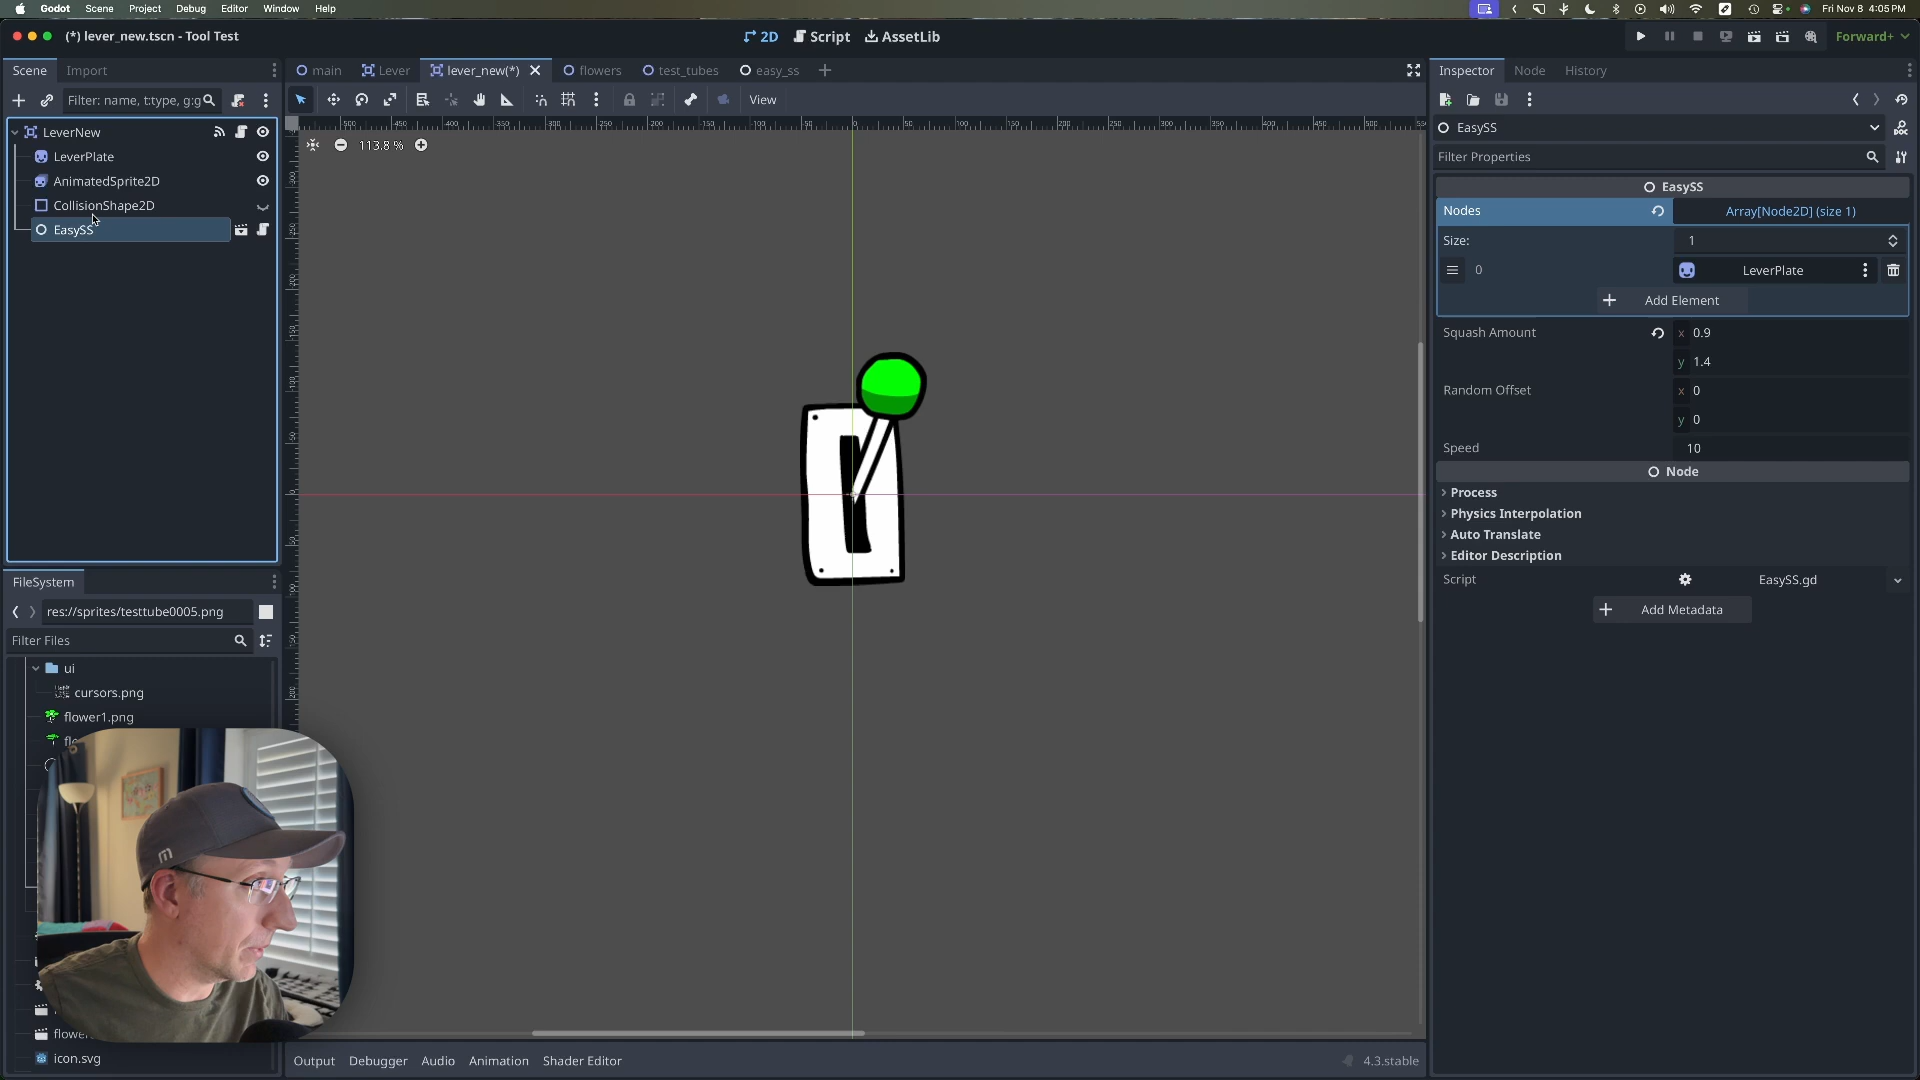 Godot Scene Project Debug Editor Window Help Fri Nov 8 4:05 PM
(*) lever_new.tscn - Tool Test 2D Script AssetLib Forward+
Scene Import
main Lever lever_new(*) flowers test_tubes easy_ss
Inspector Node History
Filter: name, t:type, g:g
View
LeverNew
LeverPlate
AnimatedSprite2D
CollisionShape2D
EasySS
113.8 %
EasySS
Filter Properties
EasySS
Nodes Array[Node2D] (size 1)
Size: 1
0 LeverPlate
Add Element
Squash Amount x 0.9
y 1.4
Random Offset x 0
y 0
Speed 10
Node
Process
Physics Interpolation
Auto Translate
Editor Description
Script EasySS.gd
Add Metadata
FileSystem
res://sprites/testtube0005.png
Filter Files
ui
cursors.png
flower1.png
icon.svg
Output Debugger Audio Animation Shader Editor 4.3.stable